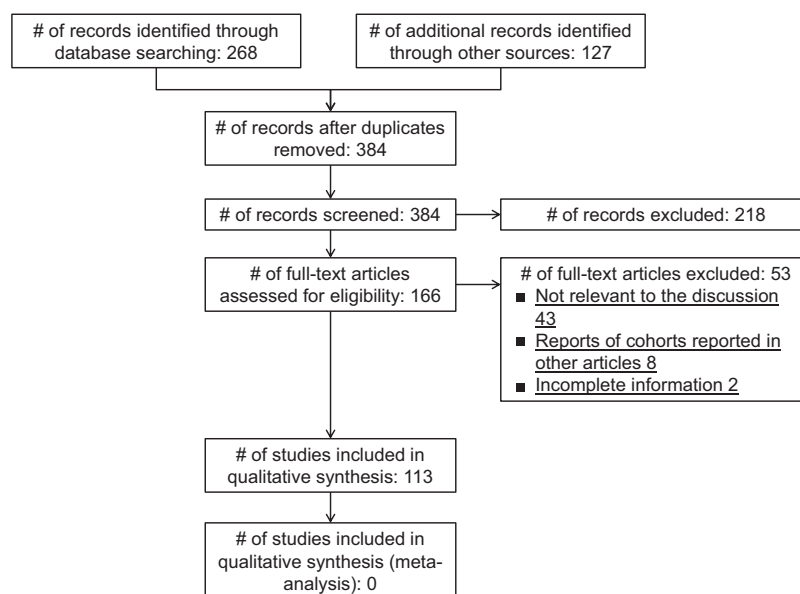 # of records identified through
database searching: 268
# of additional records identified
through other sources: 127
# of records after duplicates
removed: 384
# of records screened: 384
# of records excluded: 218
# of full-text articles
assessed for eligibility: 166
# of full-text articles excluded: 53
■ Not relevant to the discussion
43
■ Reports of cohorts reported in
other articles 8
■ Incomplete information 2
# of studies included in
qualitative synthesis: 113
# of studies included in
qualitative synthesis (meta-
analysis): 0